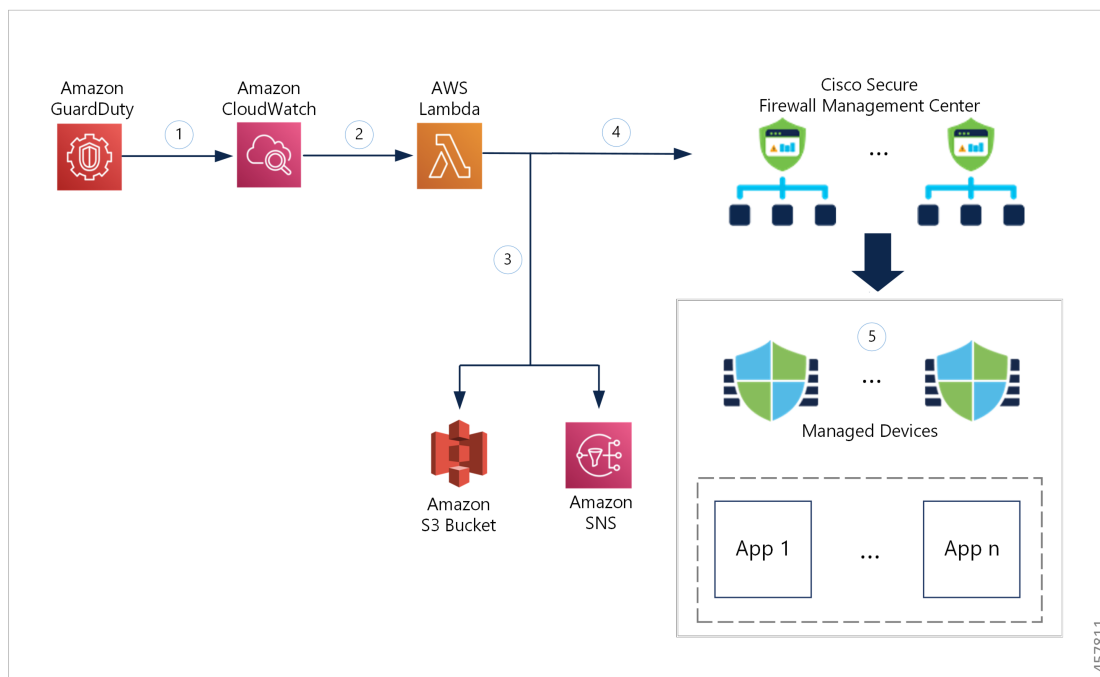 Amazon
GuardDuty
Amazon
CloudWatch
AWS
Lambda
Cisco Secure
Firewall Management Center
1
2
4
...
3
5
...
Managed Devices
Amazon
S3 Bucket
Amazon
SNS
App 1
...
App n
457811